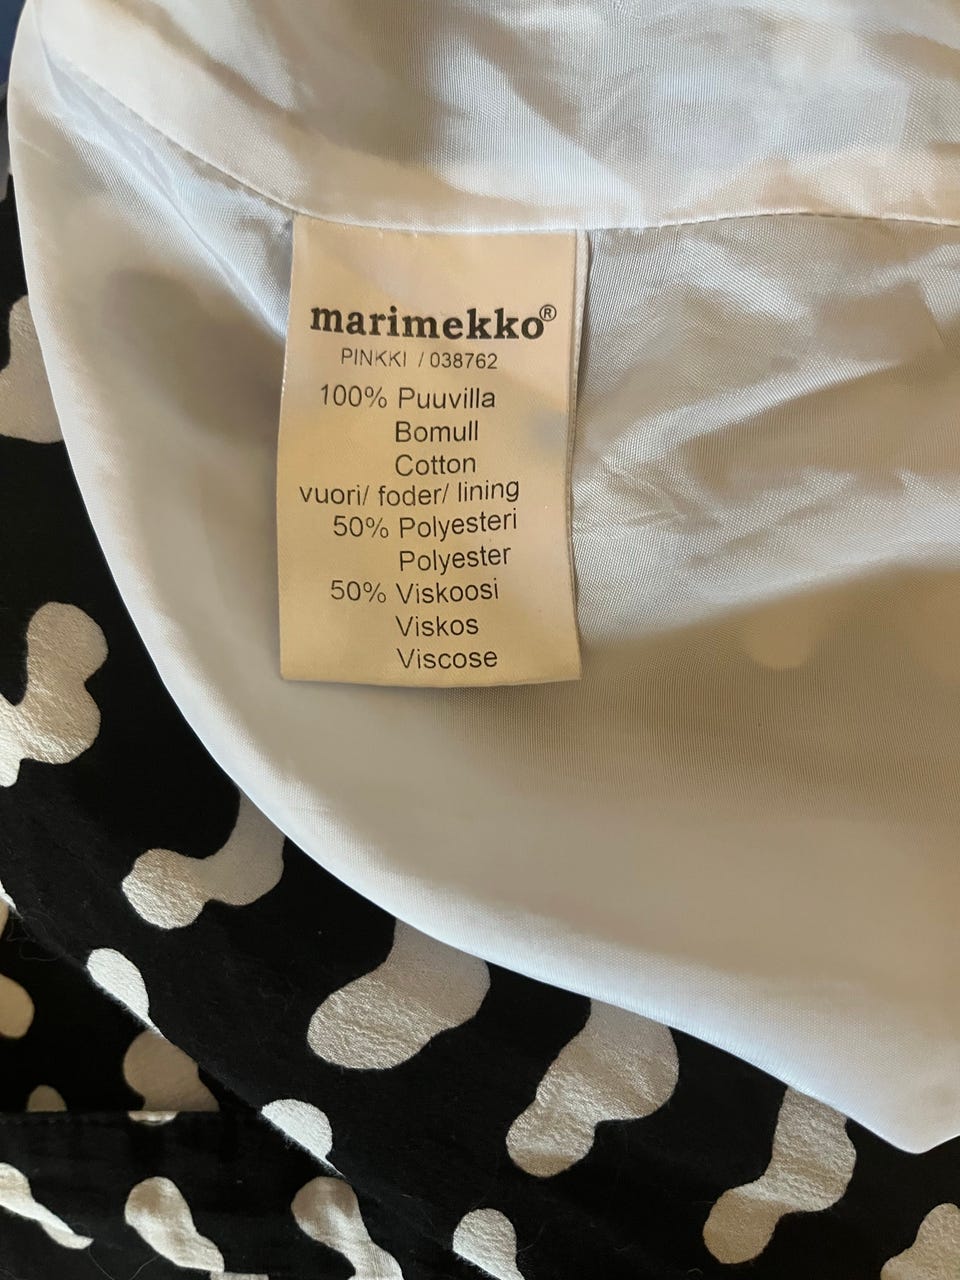 marimekko®
PINKKI / 038762
100% Puuvilla
Bomull
Cotton
vuori/ foder/ lining
50% Polyesteri
Polyester
50% Viskoosi
Viskos
Viscose